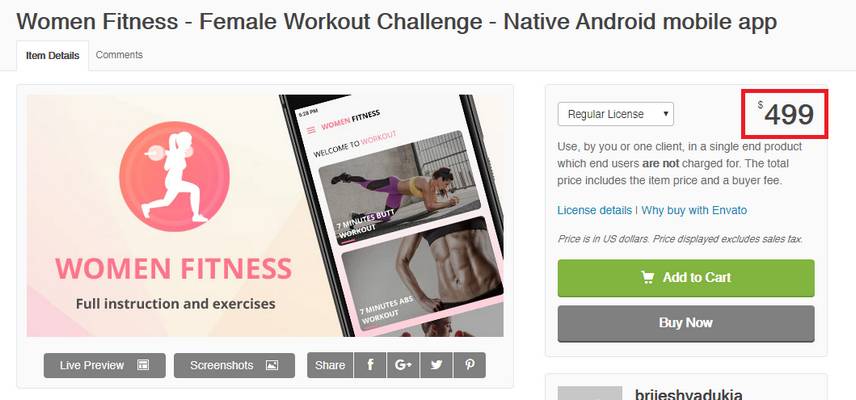 Women Fitness - Female Workout Challenge - Native Android mobile app
Item Details
Comments
5:28 PM
WOMEN FITNESS
WELCOME TO WORKOUT
7 MINUTES BUTT
WORKOUT
7 MINUTES ABS
WORKOUT
WOMEN FITNESS
Full instruction and exercises
Live Preview
Screenshots
Share
f
G+
Regular License
$499
Use, by you or one client, in a single end product
which end users are not charged for. The total
price includes the item price and a buyer fee.
License details | Why buy with Envato
Price is in US dollars. Price displayed excludes sales tax.
Add to Cart
Buy Now
brijeshvadukia